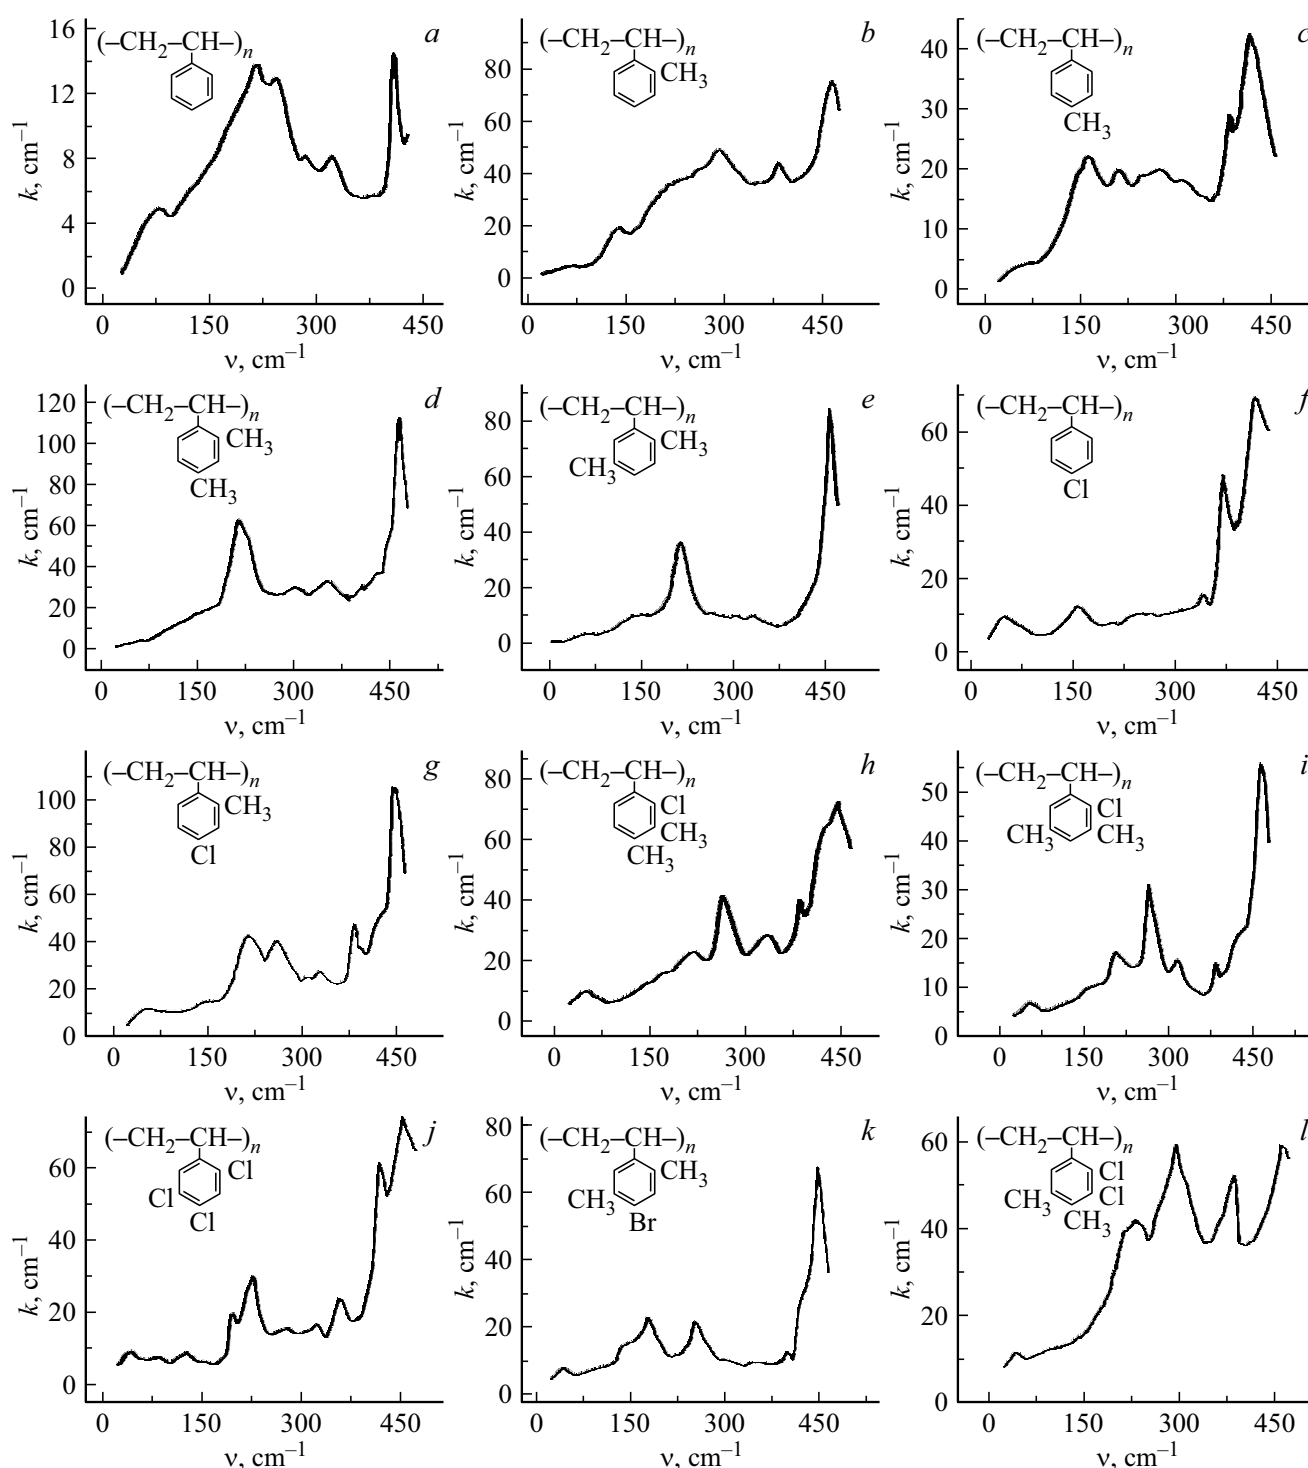 16
12
8
4
0
k, cm–1
(–CH2–CH–)n
a
0 150 300 450
ν, cm–1
80
60
40
20
0
k, cm–1
(–CH2–CH–)n
CH3
b
0 150 300 450
ν, cm–1
40
30
20
10
0
k, cm–1
(–CH2–CH–)n
CH3
0 150 300 450
ν, cm–1
120
100
80
60
40
20
0
k, cm–1
(–CH2–CH–)n
CH3
CH3
d
0 150 300 450
ν, cm–1
80
60
40
20
0
k, cm–1
(–CH2–CH–)n
CH3
CH3
e
0 150 300 450
ν, cm–1
60
40
20
0
k, cm–1
(–CH2–CH–)n
Cl
f
0 150 300 450
ν, cm–1
100
80
60
40
20
0
k, cm–1
(–CH2–CH–)n
CH3
Cl
g
0 150 300 450
ν, cm–1
80
60
40
20
0
k, cm–1
(–CH2–CH–)n
Cl
CH3
CH3
h
0 150 300 450
ν, cm–1
50
40
30
20
10
0
k, cm–1
(–CH2–CH–)n
Cl
CH3 CH3
i
0 150 300 450
ν, cm–1
60
40
20
0
k, cm–1
(–CH2–CH–)n
Cl
Cl
Cl
j
0 150 300 450
ν, cm–1
80
60
40
20
0
k, cm–1
(–CH2–CH–)n
CH3
CH3
Br
k
0 150 300 450
ν, cm–1
60
40
20
0
k, cm–1
(–CH2–CH–)n
Cl
CH3 Cl
CH3
l
0 150 300 450
ν, cm–1